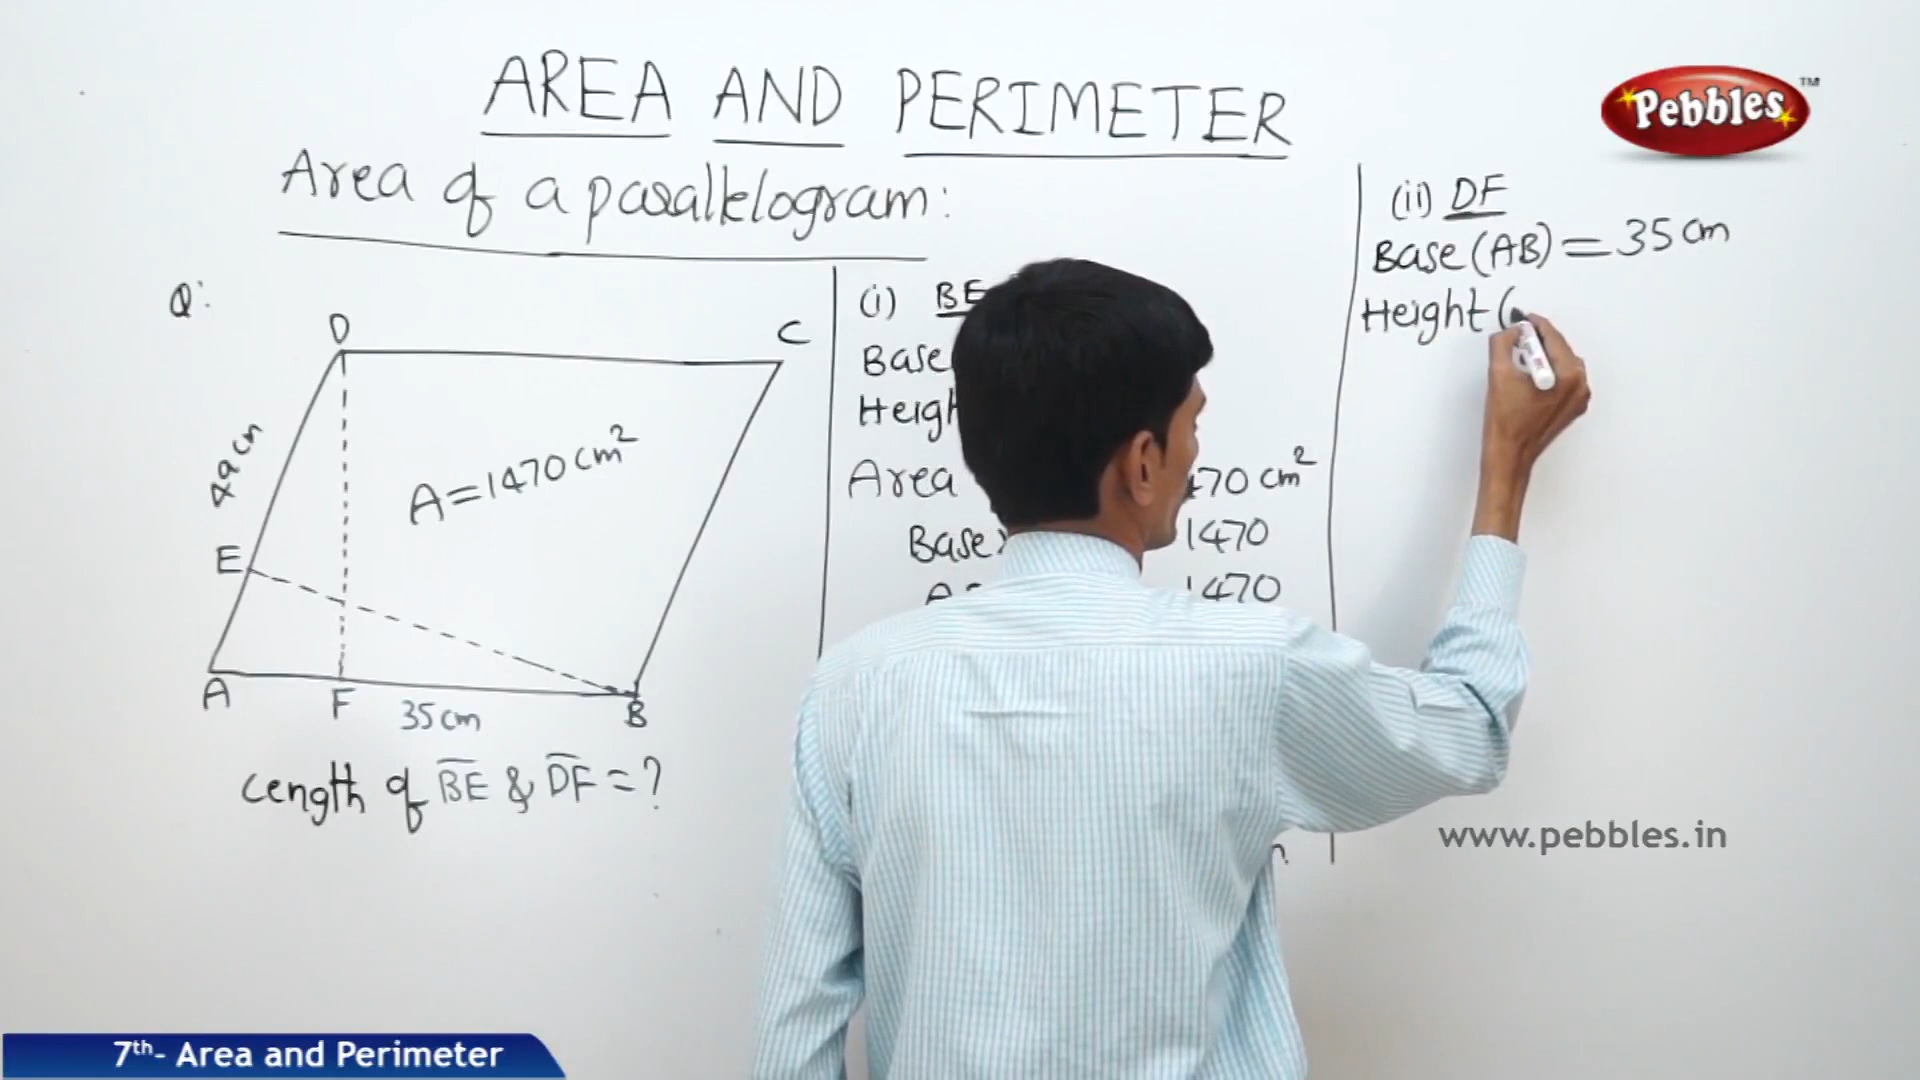 AREA AND PERIMETER
Pebbles™
Area of a parallelogram:
Q:
D
C
49 cm
A=1470 cm²
E
A
F
35 cm
B
Length of BE & DF = ?
(i) BE
Base
Heigh
Area
470 cm²
Base
1470
1470
(ii) DF
Base (AB) = 35 cm
Height (
www.pebbles.in
7th- Area and Perimeter